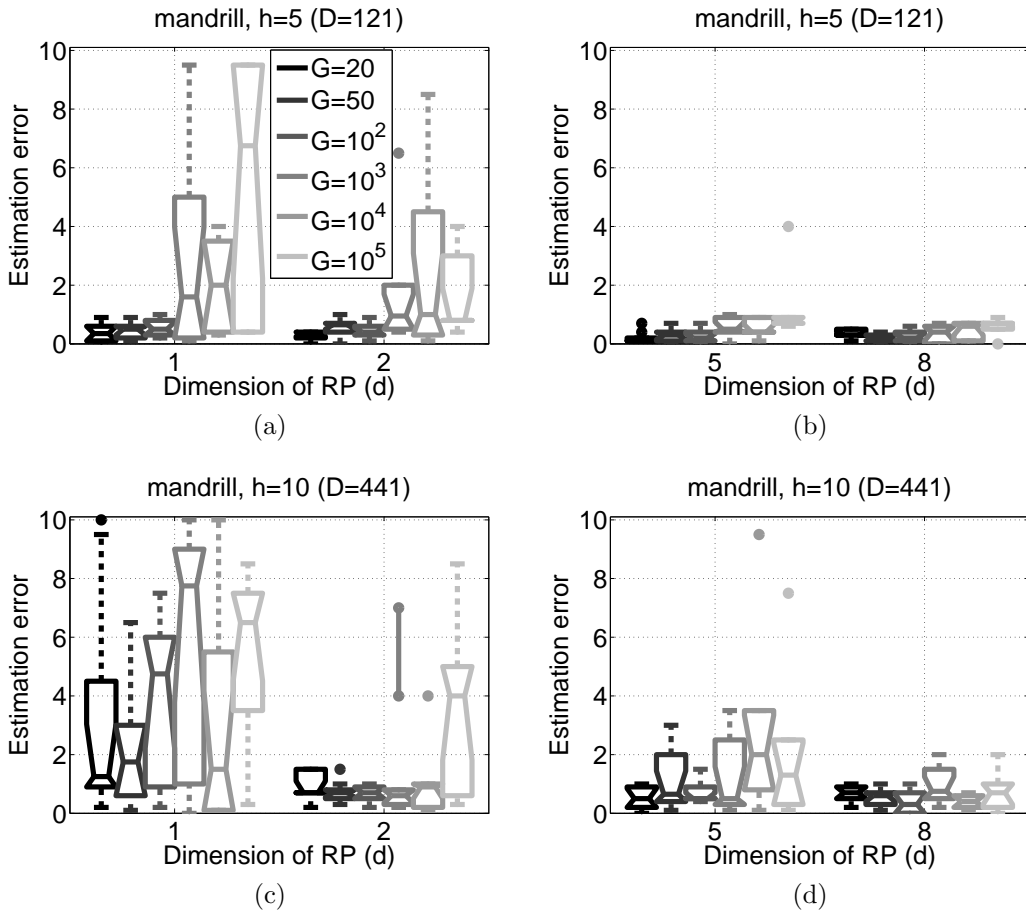 mandrill, h=5 (D=121)
Estimation error
10
8
6
4
2
0
G=20
G=50
G=10²
G=10³
G=10⁴
G=10⁵
1
2
Dimension of RP (d)
(a)
mandrill, h=5 (D=121)
Estimation error
10
8
6
4
2
0
5
8
Dimension of RP (d)
(b)
mandrill, h=10 (D=441)
Estimation error
10
8
6
4
2
0
1
2
Dimension of RP (d)
(c)
mandrill, h=10 (D=441)
Estimation error
10
8
6
4
2
0
5
8
Dimension of RP (d)
(d)